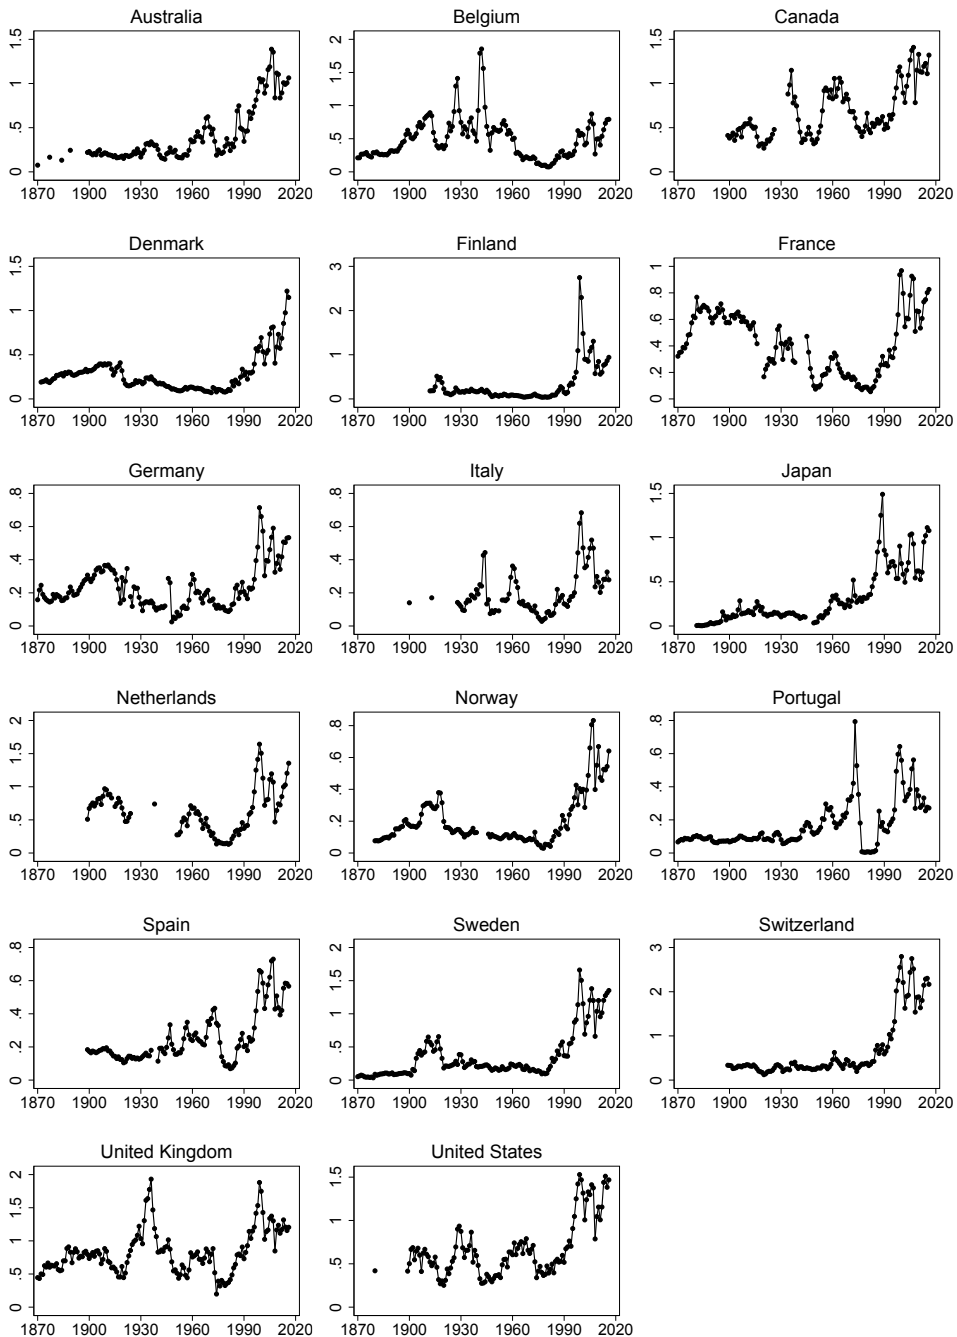 Australia
0 .5 1 1.5
1870 1900 1930 1960 1990 2020
Belgium
0 .5 1 1.5 2
1870 1900 1930 1960 1990 2020
Canada
0 .5 1 1.5
1870 1900 1930 1960 1990 2020
Denmark
0 .5 1 1.5
1870 1900 1930 1960 1990 2020
Finland
0 1 2 3
1870 1900 1930 1960 1990 2020
France
0 .2 .4 .6 .8 1
1870 1900 1930 1960 1990 2020
Germany
0 .2 .4 .6 .8
1870 1900 1930 1960 1990 2020
Italy
0 .2 .4 .6 .8
1870 1900 1930 1960 1990 2020
Japan
0 .5 1 1.5
1870 1900 1930 1960 1990 2020
Netherlands
0 .5 1 1.5 2
1870 1900 1930 1960 1990 2020
Norway
0 .2 .4 .6 .8
1870 1900 1930 1960 1990 2020
Portugal
0 .2 .4 .6 .8
1870 1900 1930 1960 1990 2020
Spain
0 .2 .4 .6 .8
1870 1900 1930 1960 1990 2020
Sweden
0 .5 1 1.5 2
1870 1900 1930 1960 1990 2020
Switzerland
0 1 2 3
1870 1900 1930 1960 1990 2020
United Kingdom
0 .5 1 1.5 2
1870 1900 1930 1960 1990 2020
United States
0 .5 1 1.5
1870 1900 1930 1960 1990 2020